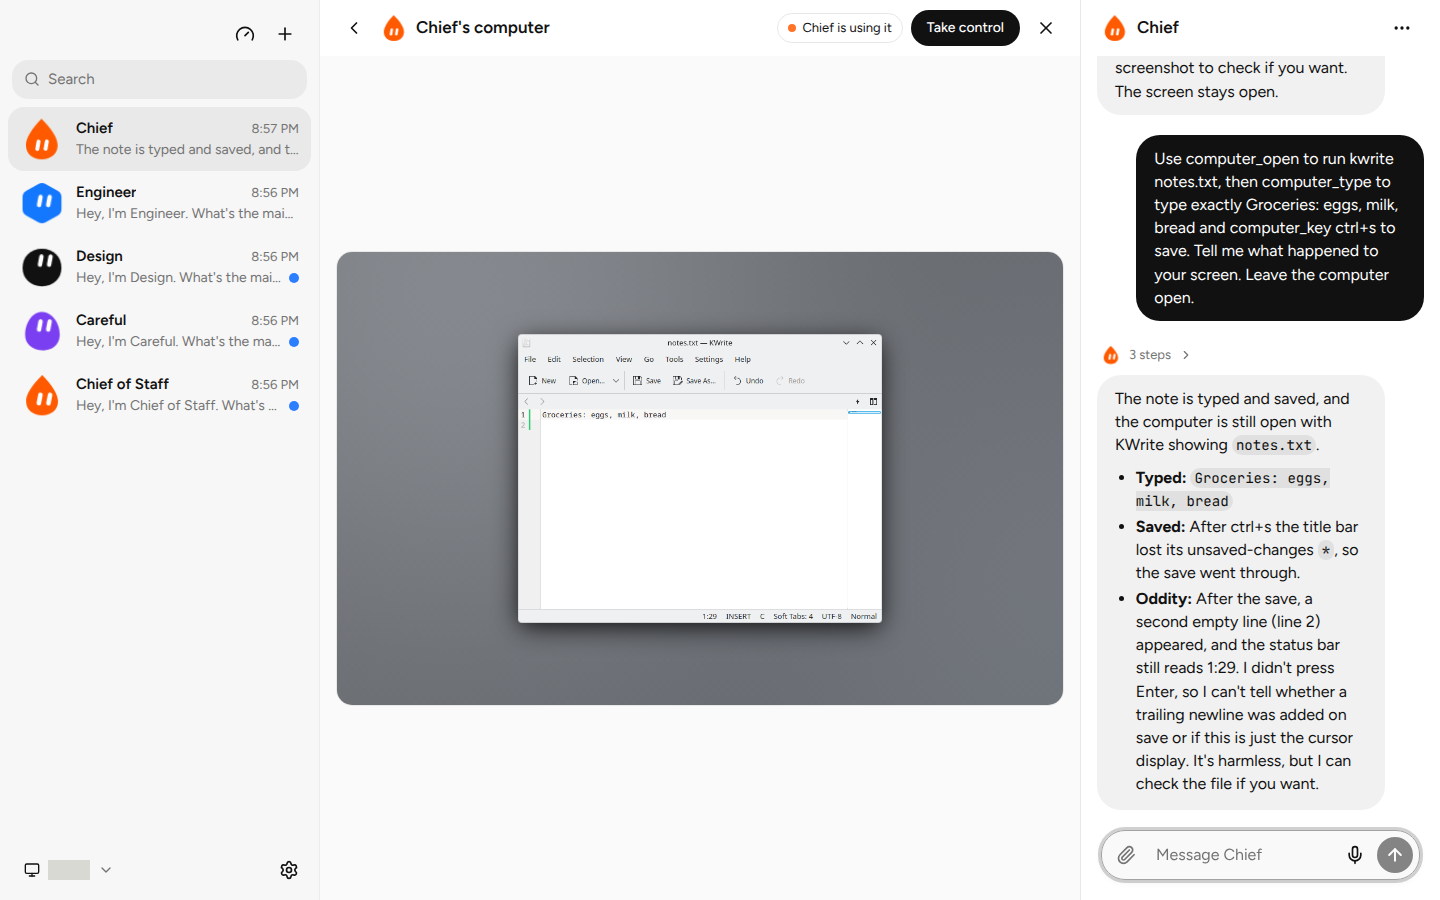 Search
Chief 8:57 PM
The note is typed and saved, and t...
Engineer 8:56 PM
Hey, I'm Engineer. What's the mai...
Design 8:56 PM
Hey, I'm Design. What's the mai...
Careful 8:56 PM
Hey, I'm Careful. What's the ma...
Chief of Staff 8:56 PM
Hey, I'm Chief of Staff. What's ...
Chief's computer
Chief is using it
Take control
notes.txt — KWrite
File Edit Selection View Go Tools Settings Help
New Open... Save Save As... Undo Redo
1 Groceries: eggs, milk, bread
2
1:29 INSERT C Soft Tabs: 4 UTF-8 Normal
Chief
screenshot to check if you want.
The screen stays open.
Use computer_open to run kwrite
notes.txt, then computer_type to
type exactly Groceries: eggs, milk,
bread and computer_key ctrl+s to
save. Tell me what happened to
your screen. Leave the computer
open.
3 steps
The note is typed and saved, and
the computer is still open with
KWrite showing notes.txt.
• Typed: Groceries: eggs,
milk, bread
• Saved: After ctrl+s the title bar
lost its unsaved-changes *, so
the save went through.
• Oddity: After the save, a
second empty line (line 2)
appeared, and the status bar
still reads 1:29. I didn't press
Enter, so I can't tell whether a
trailing newline was added on
save or if this is just the cursor
display. It's harmless, but I can
check the file if you want.
Message Chief